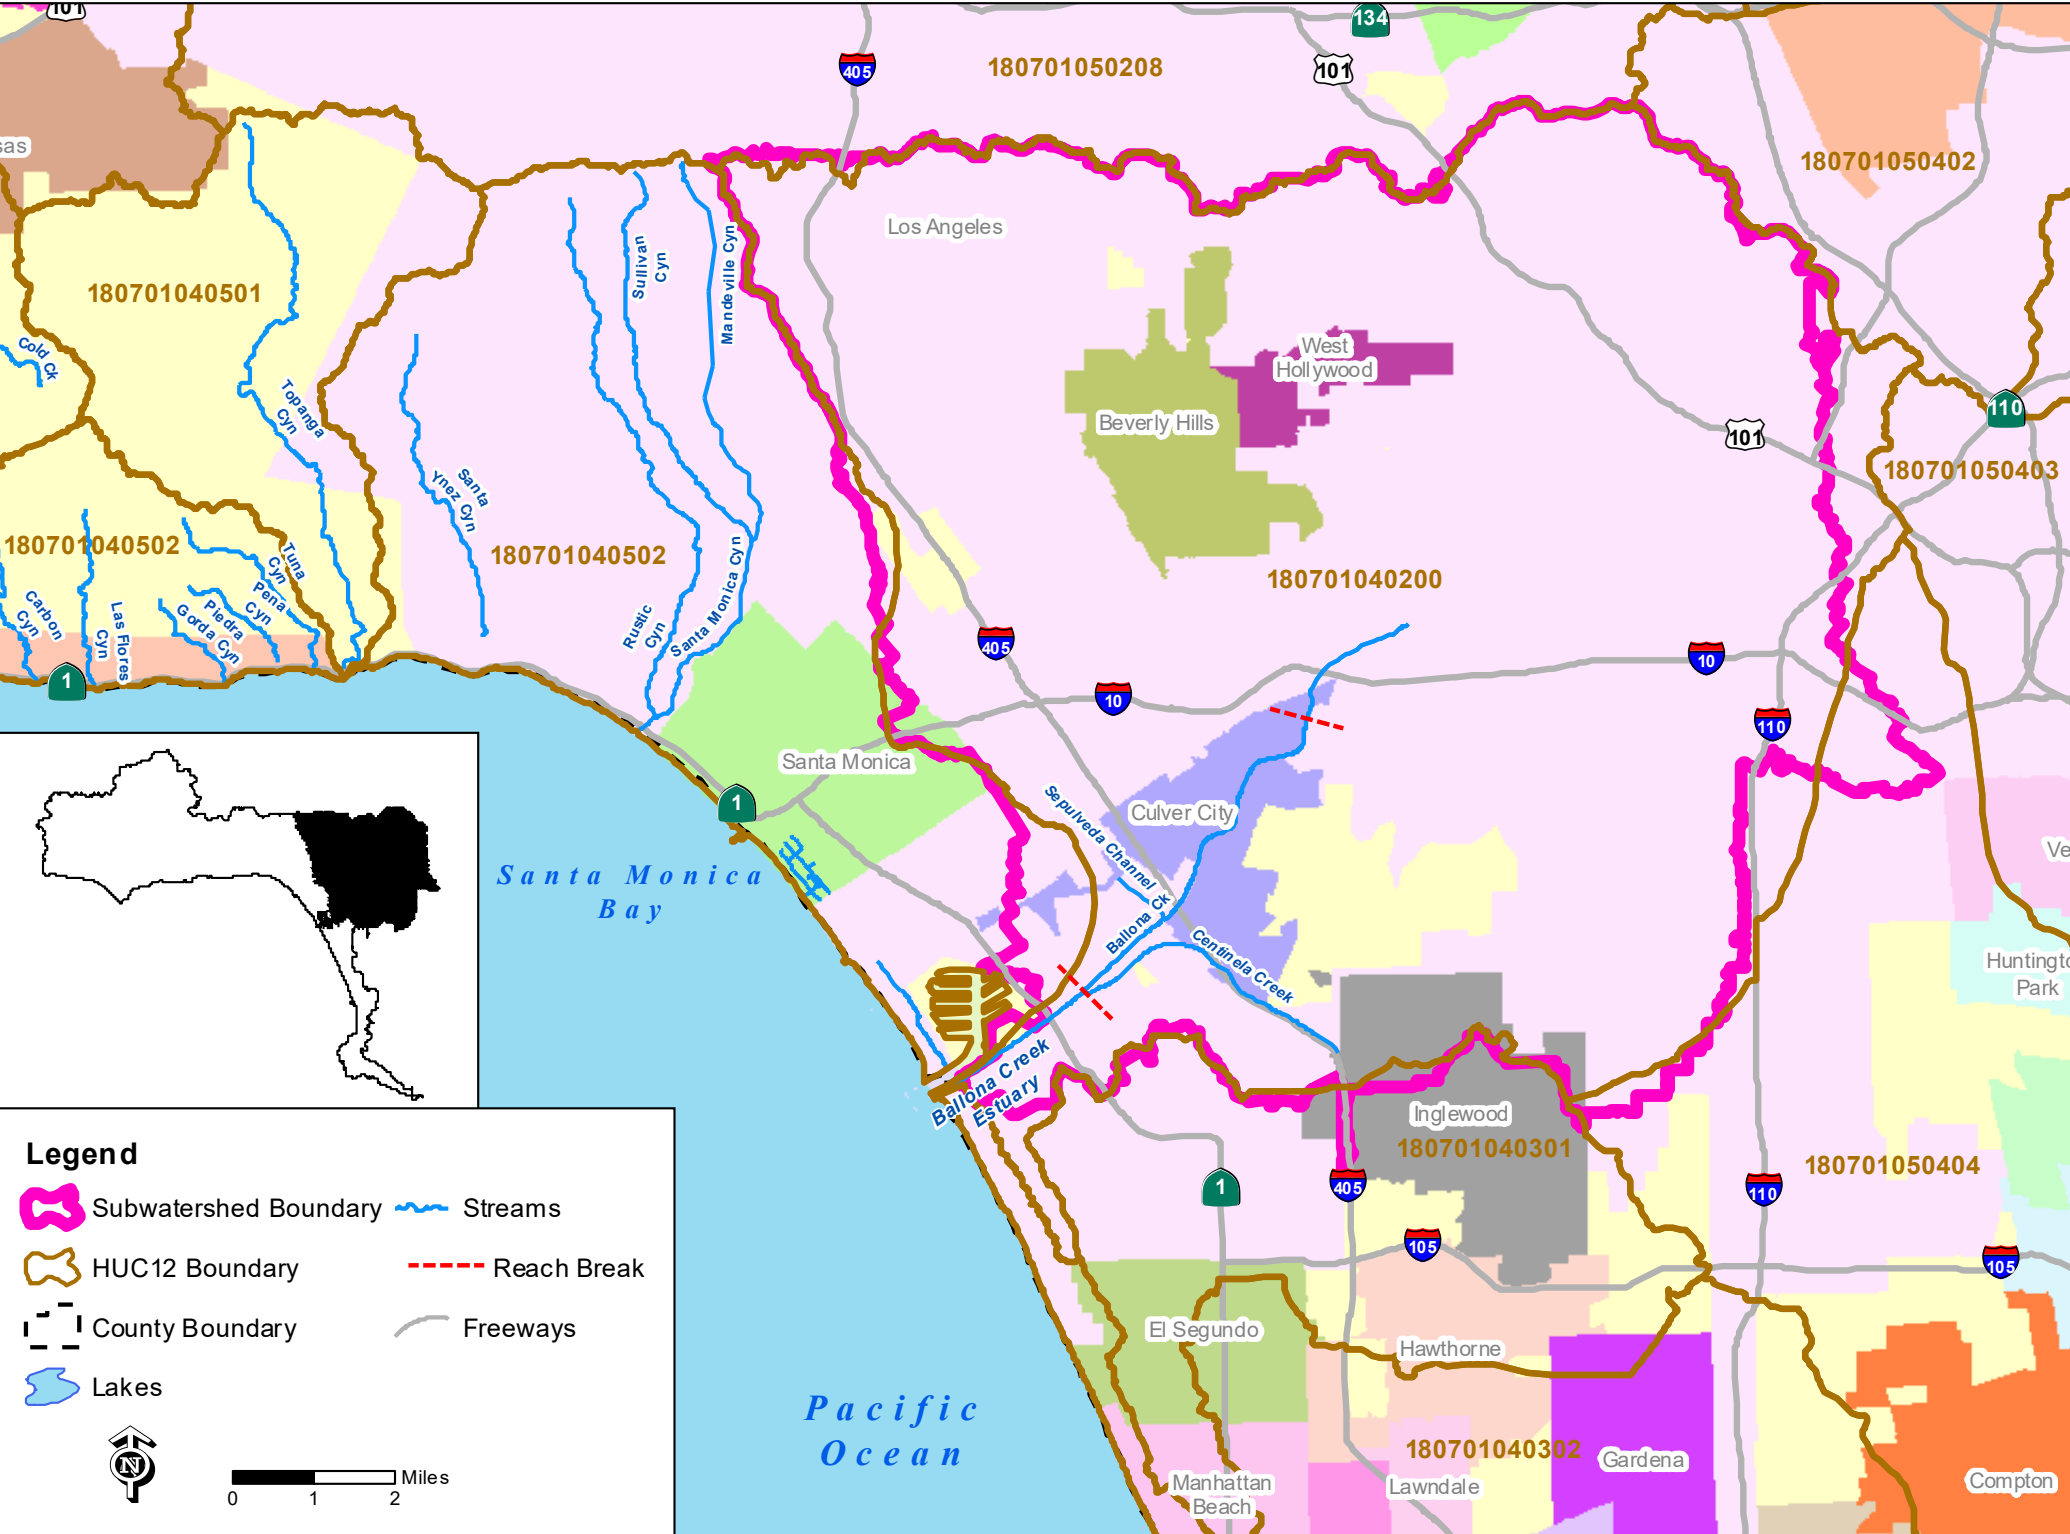 101
134
405
180701050208
101
sas
180701050402
Los Angeles
Sullivan
Cyn
Mandeville Cyn
180701040501
Cold Ck
Topanga
Cyn
West
Hollywood
Beverly Hills
110
101
180701050403
Santa
Ynez Cyn
180701040502
Tuna
Cyn
180701040502
180701040200
Pena
Cyn
Piedra
Gorda Cyn
Carbon
Cyn
Las Flores
Cyn
Rustic
Cyn
Santa Monica Cyn
405
10
1
10
110
Santa Monica
1
Sepulveda Channel
Culver City
Ve
Santa Monica
Bay
Ballona Ck
Centinela Creek
Huntingto
Park
Ballona Creek
Estuary
Inglewood
180701040301
180701050404
1
405
110
105
105
El Segundo
Hawthorne
Pacific
Ocean
180701040302
Gardena
Manhattan
Beach
Lawndale
Compton
Legend
Subwatershed Boundary
Streams
HUC12 Boundary
Reach Break
County Boundary
Freeways
Lakes
N
Miles
0 1 2